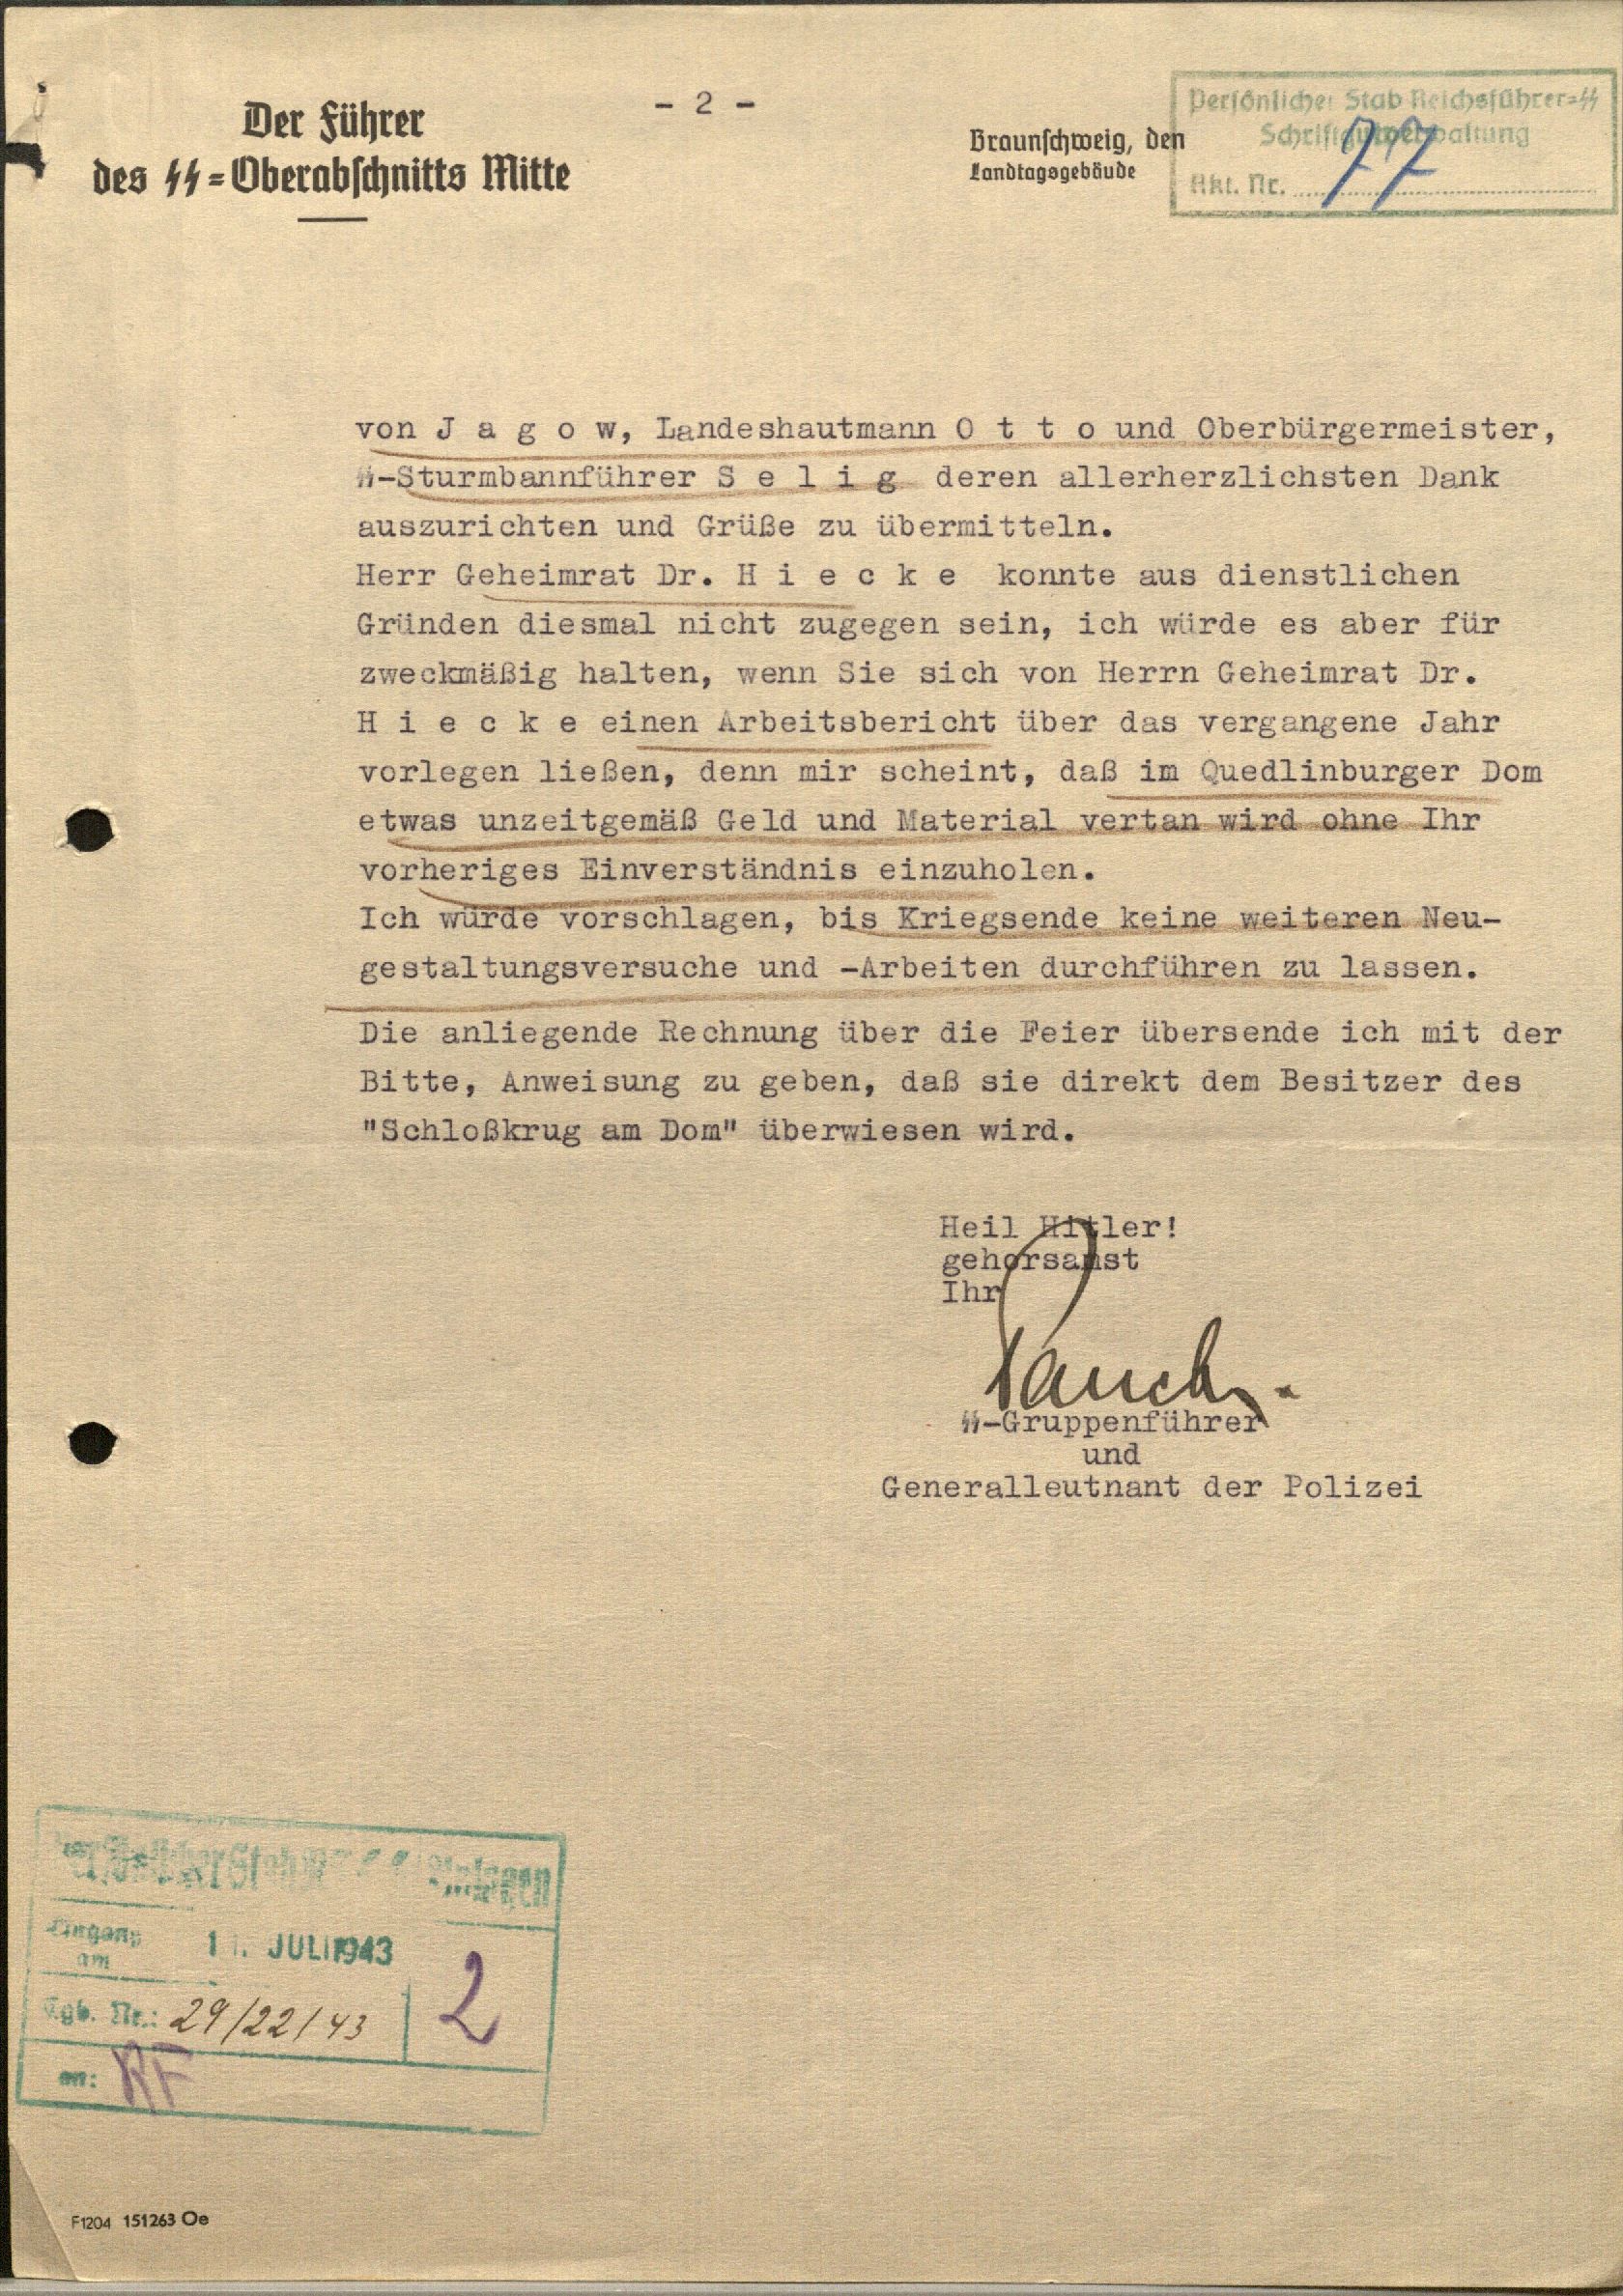 Der Führer
des SS=Oberabschnitts Mitte
- 2 -
Braunschweig, den
Landtagsgebäude
Persönlicher Stab Reichsführer=SS
Schriftgutverwaltung
Akt. Nr. 77
von J a g o w, Landeshautmann O t t o und Oberbürgermeister,
SS-Sturmbannführer S e l i g deren allerherzlichsten Dank
auszurichten und Grüße zu übermitteln.
Herr Geheimrat Dr. H i e c k e konnte aus dienstlichen
Gründen diesmal nicht zugegen sein, ich würde es aber für
zweckmäßig halten, wenn Sie sich von Herrn Geheimrat Dr.
H i e c k e einen Arbeitsbericht über das vergangene Jahr
vorlegen ließen, denn mir scheint, daß im Quedlinburger Dom
etwas unzeitgemäß Geld und Material vertan wird ohne Ihr
vorheriges Einverständnis einzuholen.
Ich würde vorschlagen, bis Kriegsende keine weiteren Neu-
gestaltungsversuche und -Arbeiten durchführen zu lassen.
Die anliegende Rechnung über die Feier übersende ich mit der
Bitte, Anweisung zu geben, daß sie direkt dem Besitzer des
"Schloßkrug am Dom" überwiesen wird.
Heil Hitler!
gehorsamst
Ihr
SS-Gruppenführer
und
Generalleutnant der Polizei
Anlagen
Eingang
am
JULI 1943
2
Tgb. Nr.: 29/22/43
an: RF
F1204 151263 Oe